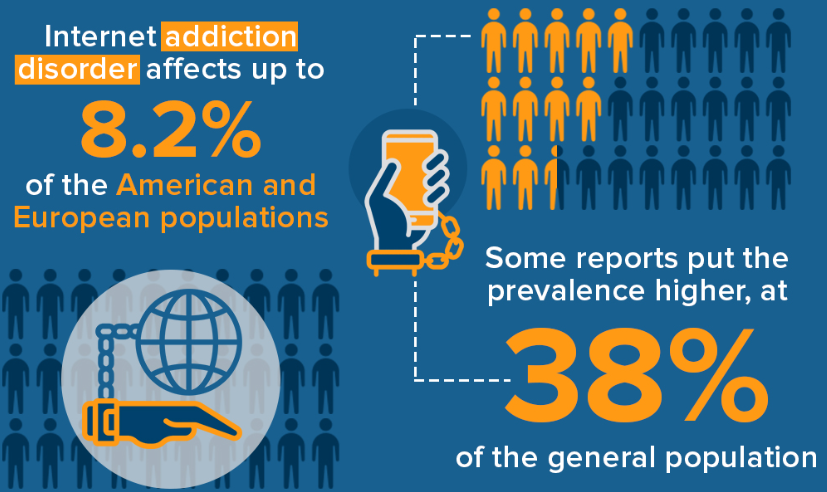 Internet addiction
disorder affects up to
8.2%
of the American and
European populations
Some reports put the
prevalence higher, at
38%
of the general population